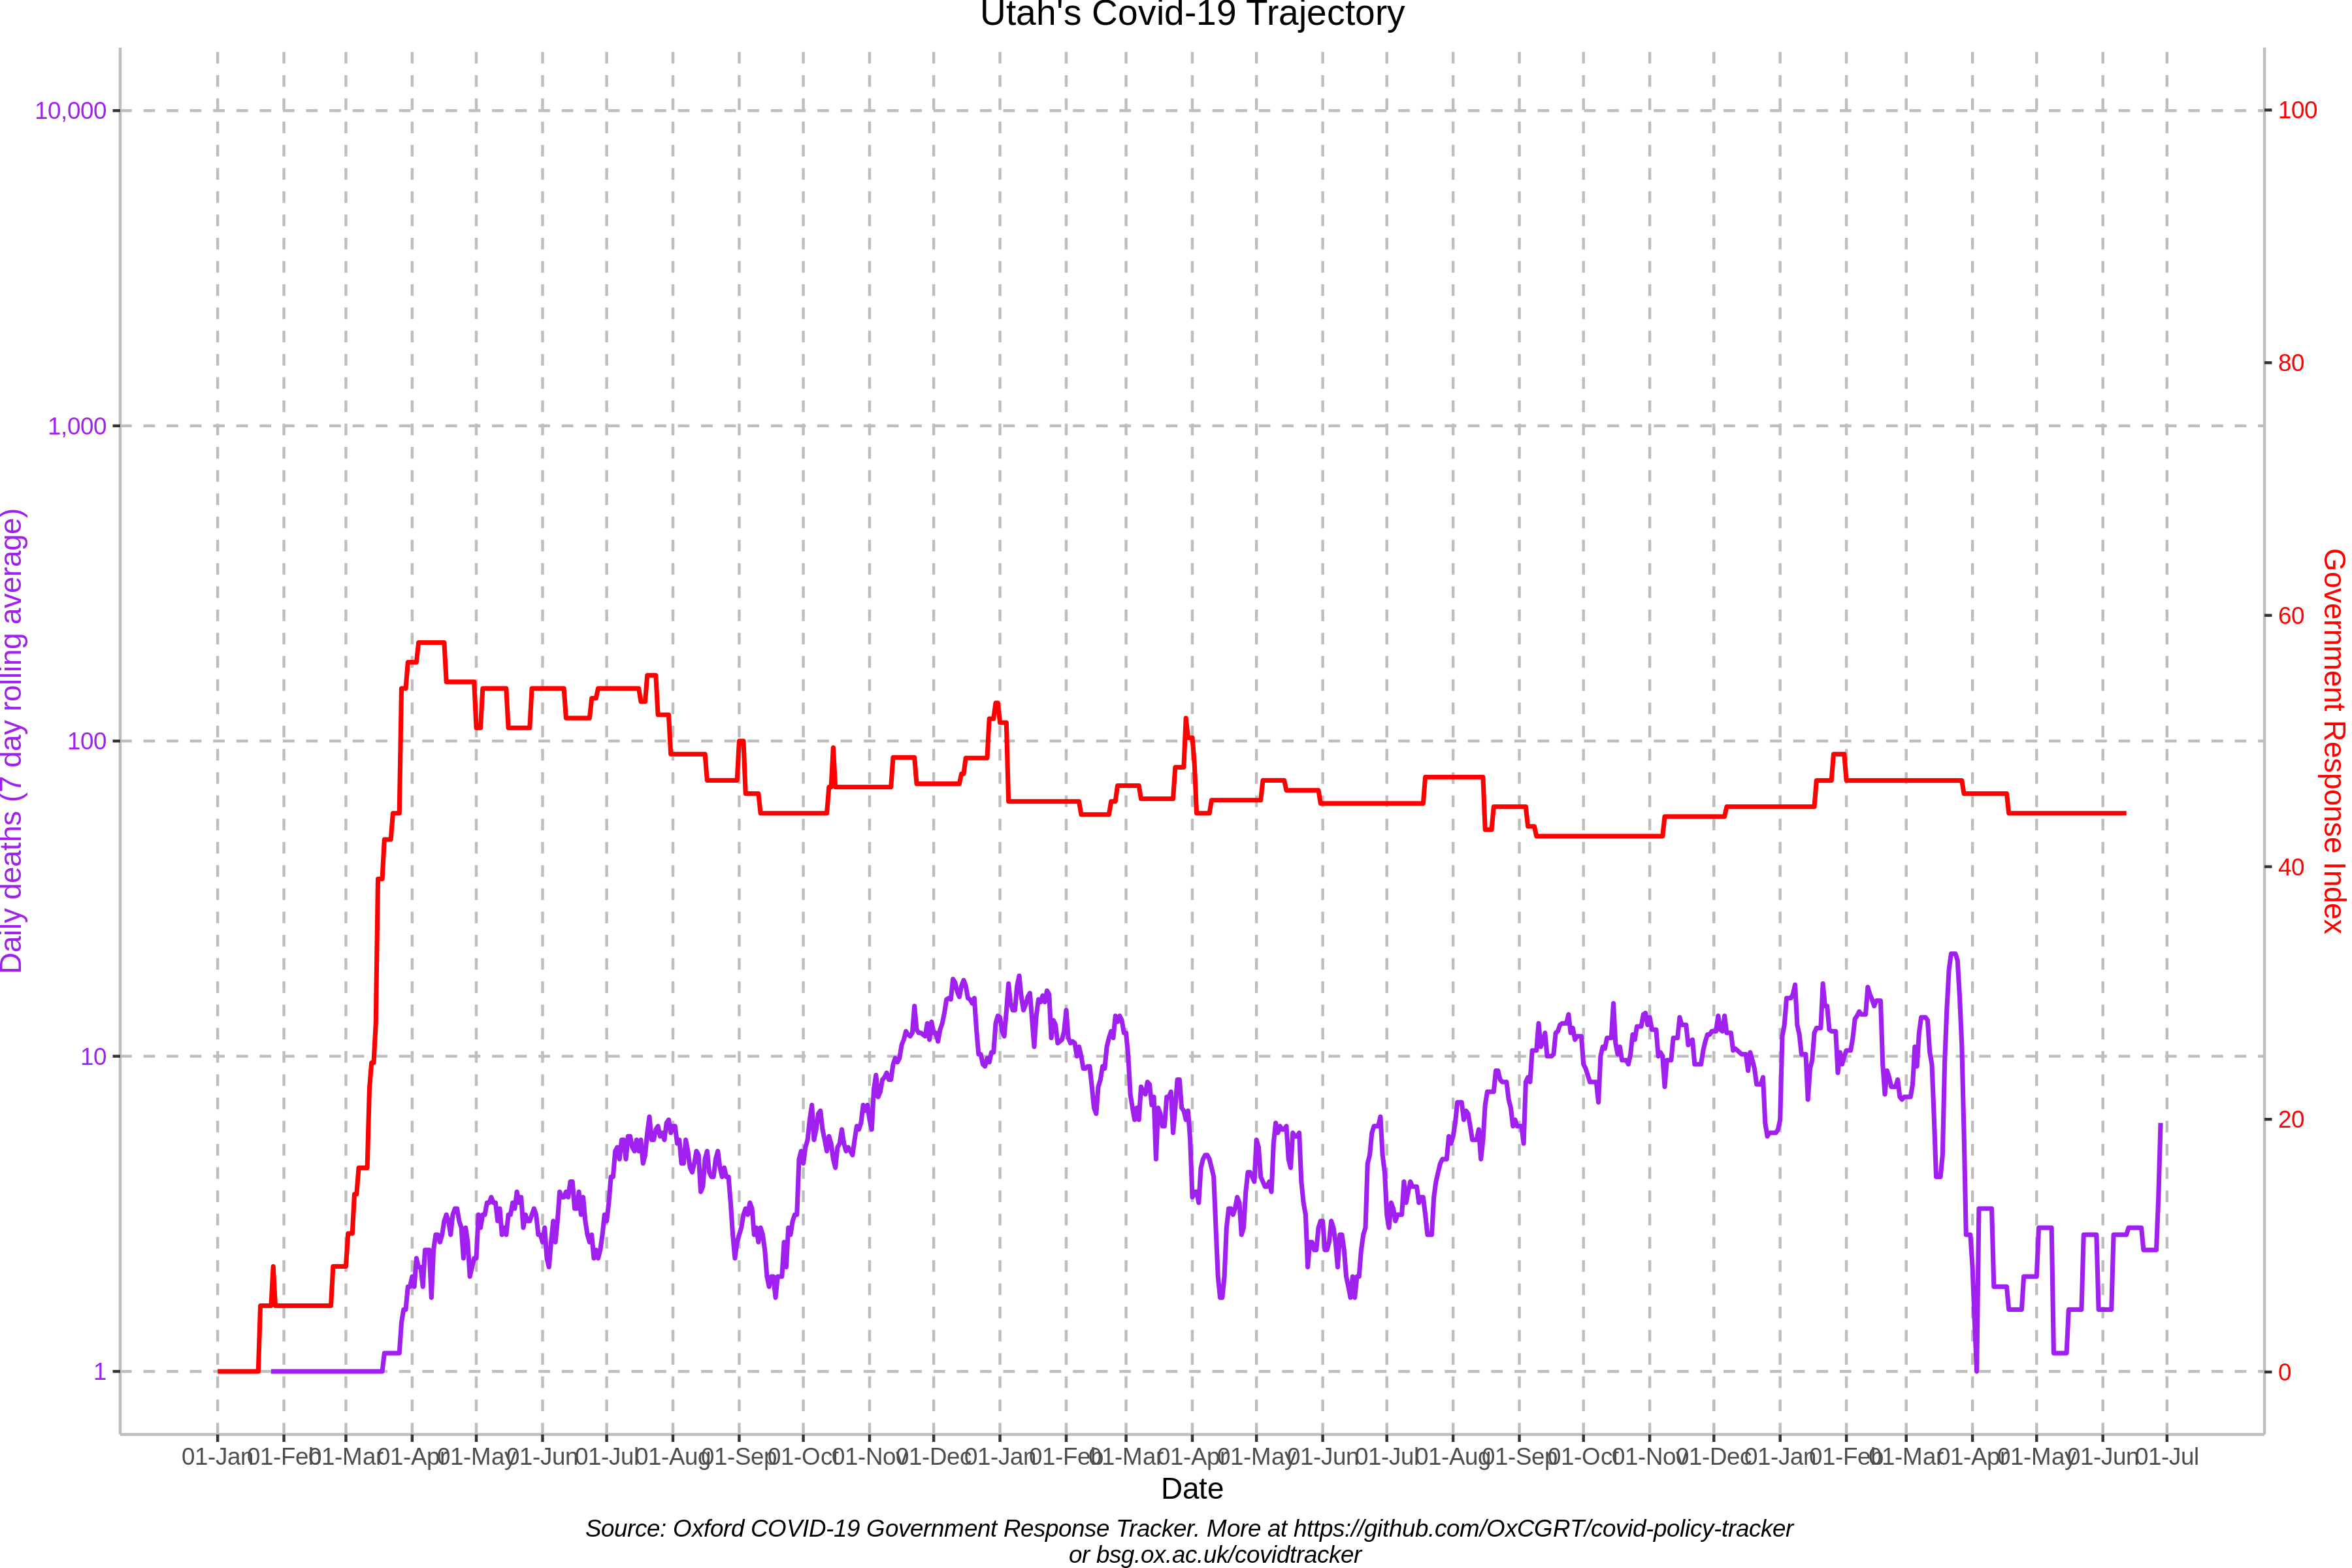 Utah's Covid-19 Trajectory
10,000
1,000
100
10
1
Daily deaths (7 day rolling average)
100
80
60
40
20
0
Government Response Index
01-Jan 01-Feb 01-Mar 01-Apr 01-May 01-Jun 01-Jul 01-Aug 01-Sep 01-Oct 01-Nov 01-Dec 01-Jan 01-Feb 01-Mar 01-Apr 01-May 01-Jun 01-Jul 01-Aug 01-Sep 01-Oct 01-Nov 01-Dec 01-Jan 01-Feb 01-Mar 01-Apr 01-May 01-Jun 01-Jul
Date
Source: Oxford COVID-19 Government Response Tracker. More at https://github.com/OxCGRT/covid-policy-tracker
or bsg.ox.ac.uk/covidtracker